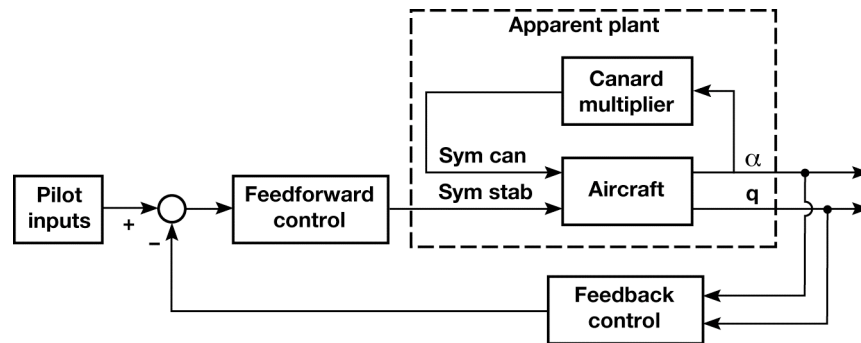 Apparent plant
Canard
multiplier
Sym can
α
Aircraft
Sym stab
q
Pilot
inputs
+
−
Feedforward
control
Feedback
control